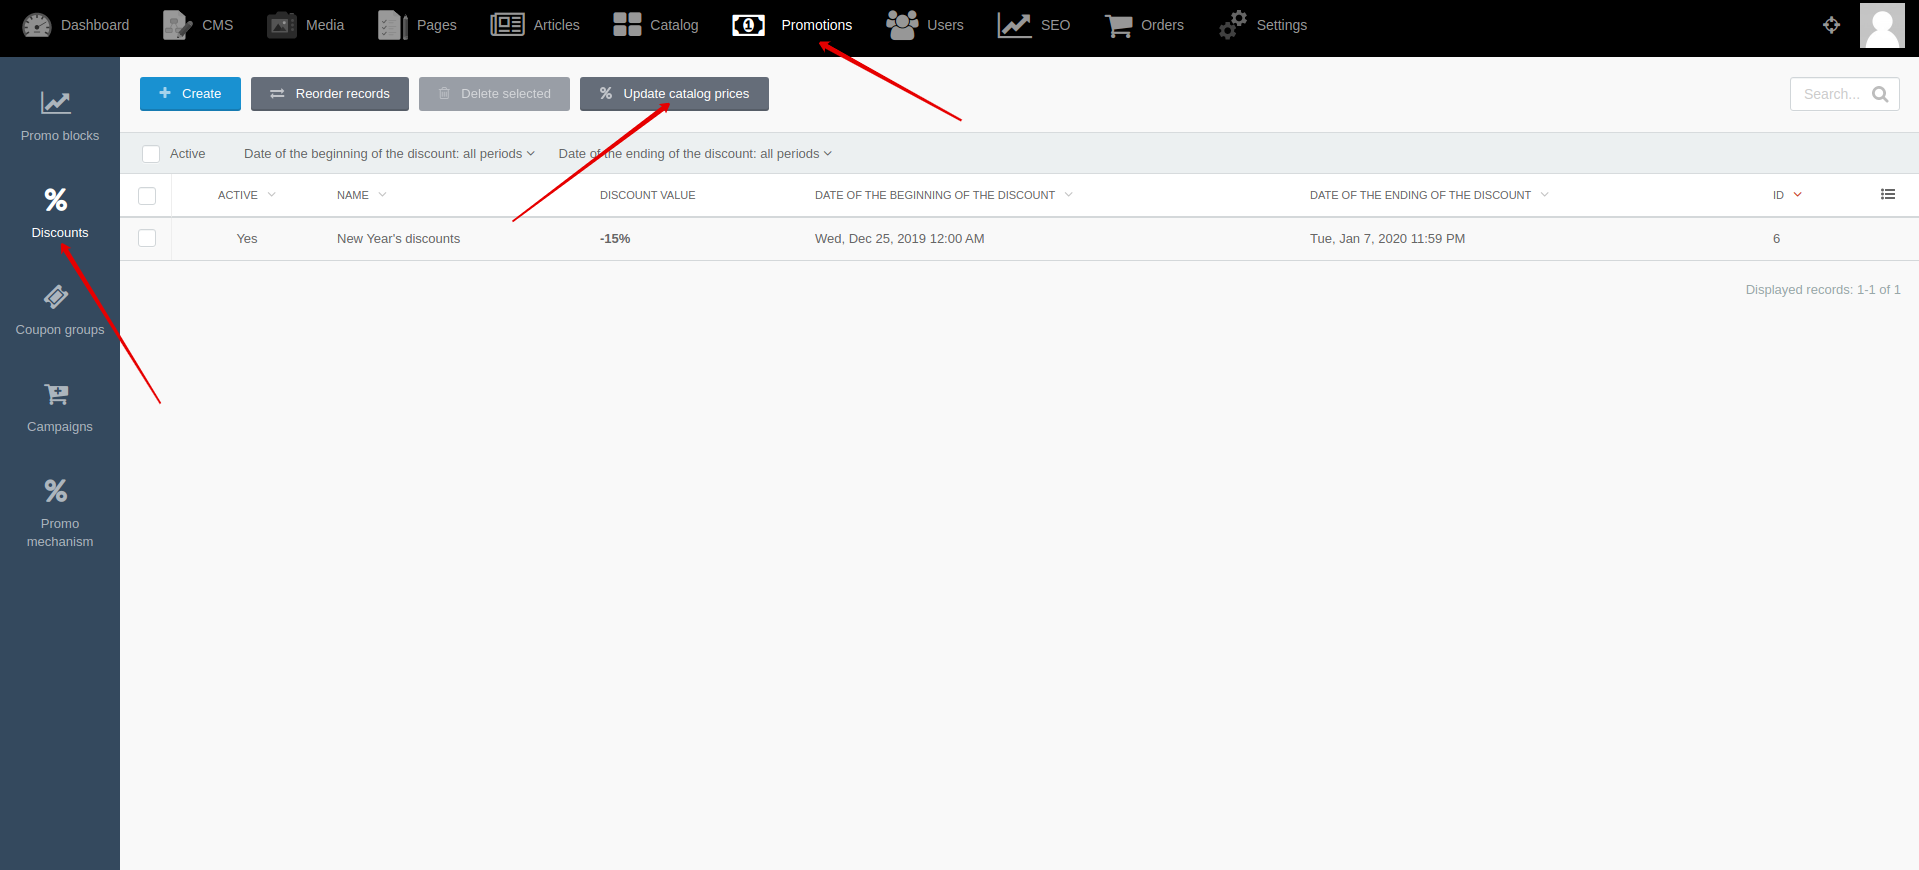 Dashboard CMS Media Pages Articles Catalog Promotions Users SEO Orders Settings
Promo blocks
Discounts
Coupon groups
Campaigns
Promo
mechanism
Create Reorder records Delete selected Update catalog prices Search...
Active Date of the beginning of the discount: all periods Date of the ending of the discount: all periods
ACTIVE NAME DISCOUNT VALUE DATE OF THE BEGINNING OF THE DISCOUNT DATE OF THE ENDING OF THE DISCOUNT ID
Yes New Year's discounts -15% Wed, Dec 25, 2019 12:00 AM Tue, Jan 7, 2020 11:59 PM 6
Displayed records: 1-1 of 1